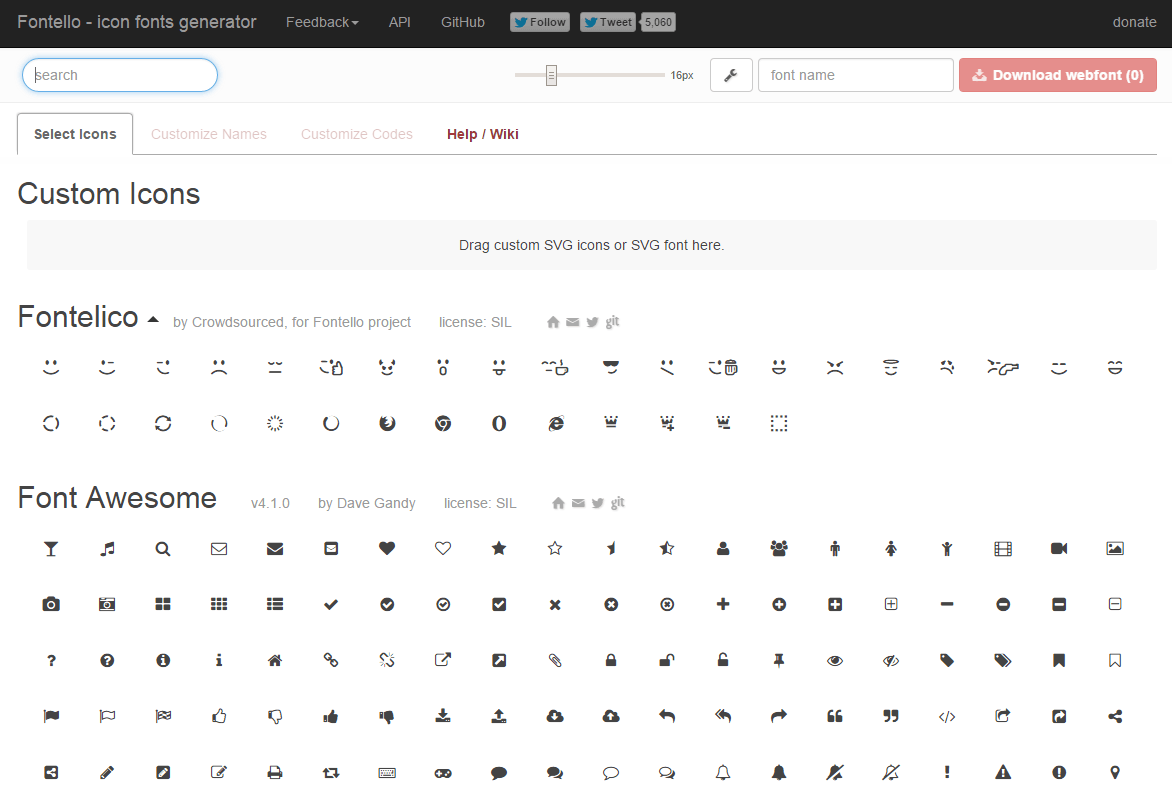 Fontello - icon fonts generator Feedback API GitHub Follow Tweet 5,060 donate
search 16px font name Download webfont (0)
Select Icons Customize Names Customize Codes Help / Wiki
Custom Icons
Drag custom SVG icons or SVG font here.
Fontelico by Crowdsourced, for Fontello project license: SIL git
Font Awesome v4.1.0 by Dave Gandy license: SIL git